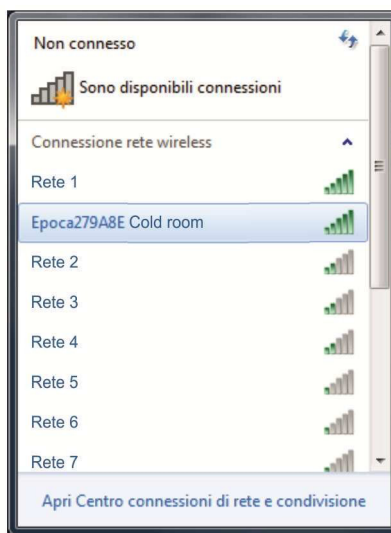 Non connesso
Sono disponibili connessioni
Connessione rete wireless
Rete 1
Epoca279A8E Cold room
Rete 2
Rete 3
Rete 4
Rete 5
Rete 6
Rete 7
Apri Centro connessioni di rete e condivisione